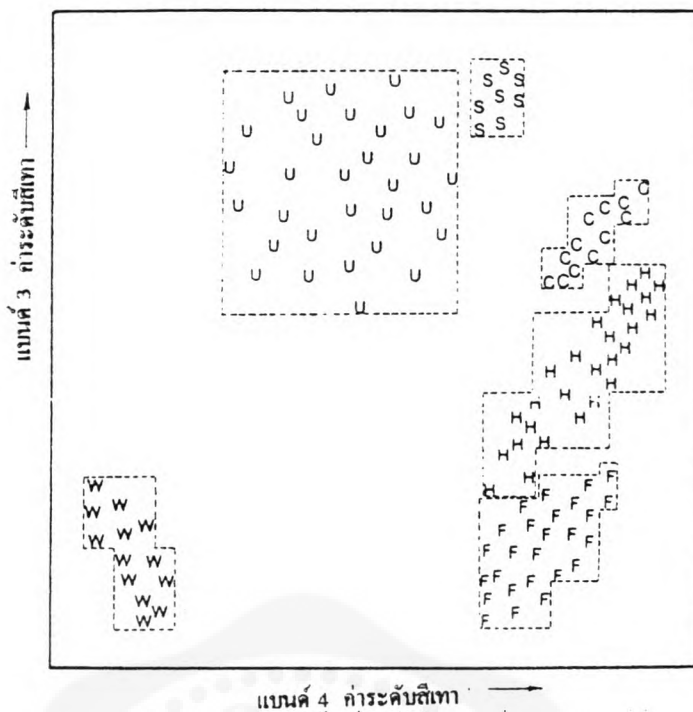 แบนด์ 3 ค่าระดับสีเทา
S
U S S
U
U S S
U U U S
U S
U U S
U
U U
U
U U U
U C
U U U U C
U C C
U U C
U U C
C C
U C H
U U U
C C H H
H H
U H H
H H
H
H
H H
H H
H
H
H H
H H
H
H H
H
H F
W H F
W F F F
W F
W F F
W F F F
W
F F
W W F F
W W F F F F
W F F
W F
W F
แบนด์ 4 ค่าระดับสีเทา